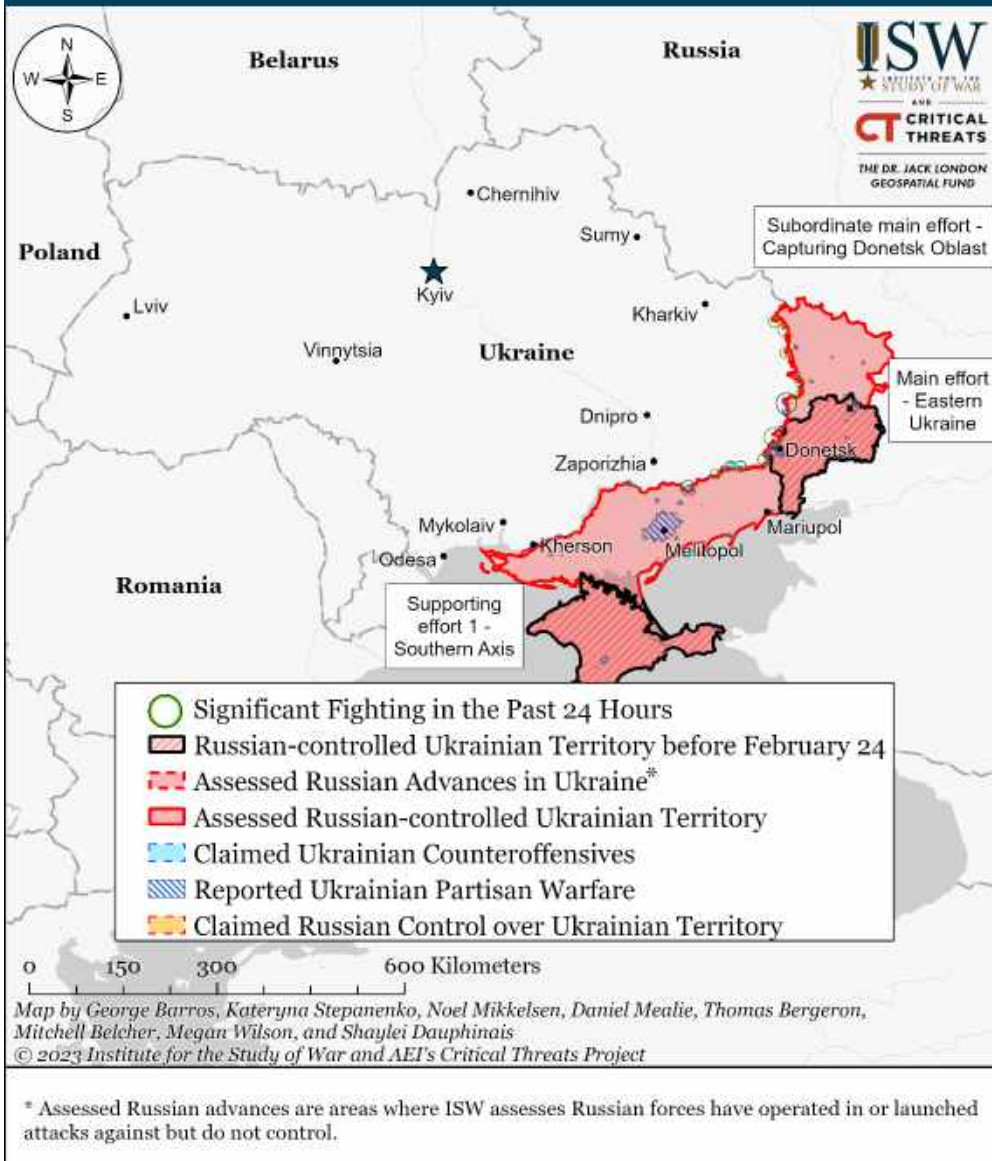 N
W E
S
Belarus
Russia
ISW
INSTITUTE FOR THE
STUDY OF WAR
AND
CT CRITICAL
THREATS
THE DR. JACK LONDON
GEOSPATIAL FUND
Chernihiv
Sumy
Subordinate main effort -
Capturing Donetsk Oblast
Poland
Kyiv
Lviv
Kharkiv
Vinnytsia
Ukraine
Main effort
- Eastern
Ukraine
Dnipro
Donetsk
Zaporizhia
Mykolaiv
Mariupol
Kherson
Melitopol
Odesa
Romania
Supporting
effort 1 -
Southern Axis
Significant Fighting in the Past 24 Hours
Russian-controlled Ukrainian Territory before February 24
Assessed Russian Advances in Ukraine*
Assessed Russian-controlled Ukrainian Territory
Claimed Ukrainian Counteroffensives
Reported Ukrainian Partisan Warfare
Claimed Russian Control over Ukrainian Territory
0 150 300 600 Kilometers
Map by George Barros, Kateryna Stepanenko, Noel Mikkelsen, Daniel Mealie, Thomas Bergeron,
Mitchell Belcher, Megan Wilson, and Shaylei Dauphinais
© 2023 Institute for the Study of War and AEI's Critical Threats Project
* Assessed Russian advances are areas where ISW assesses Russian forces have operated in or launched
attacks against but do not control.